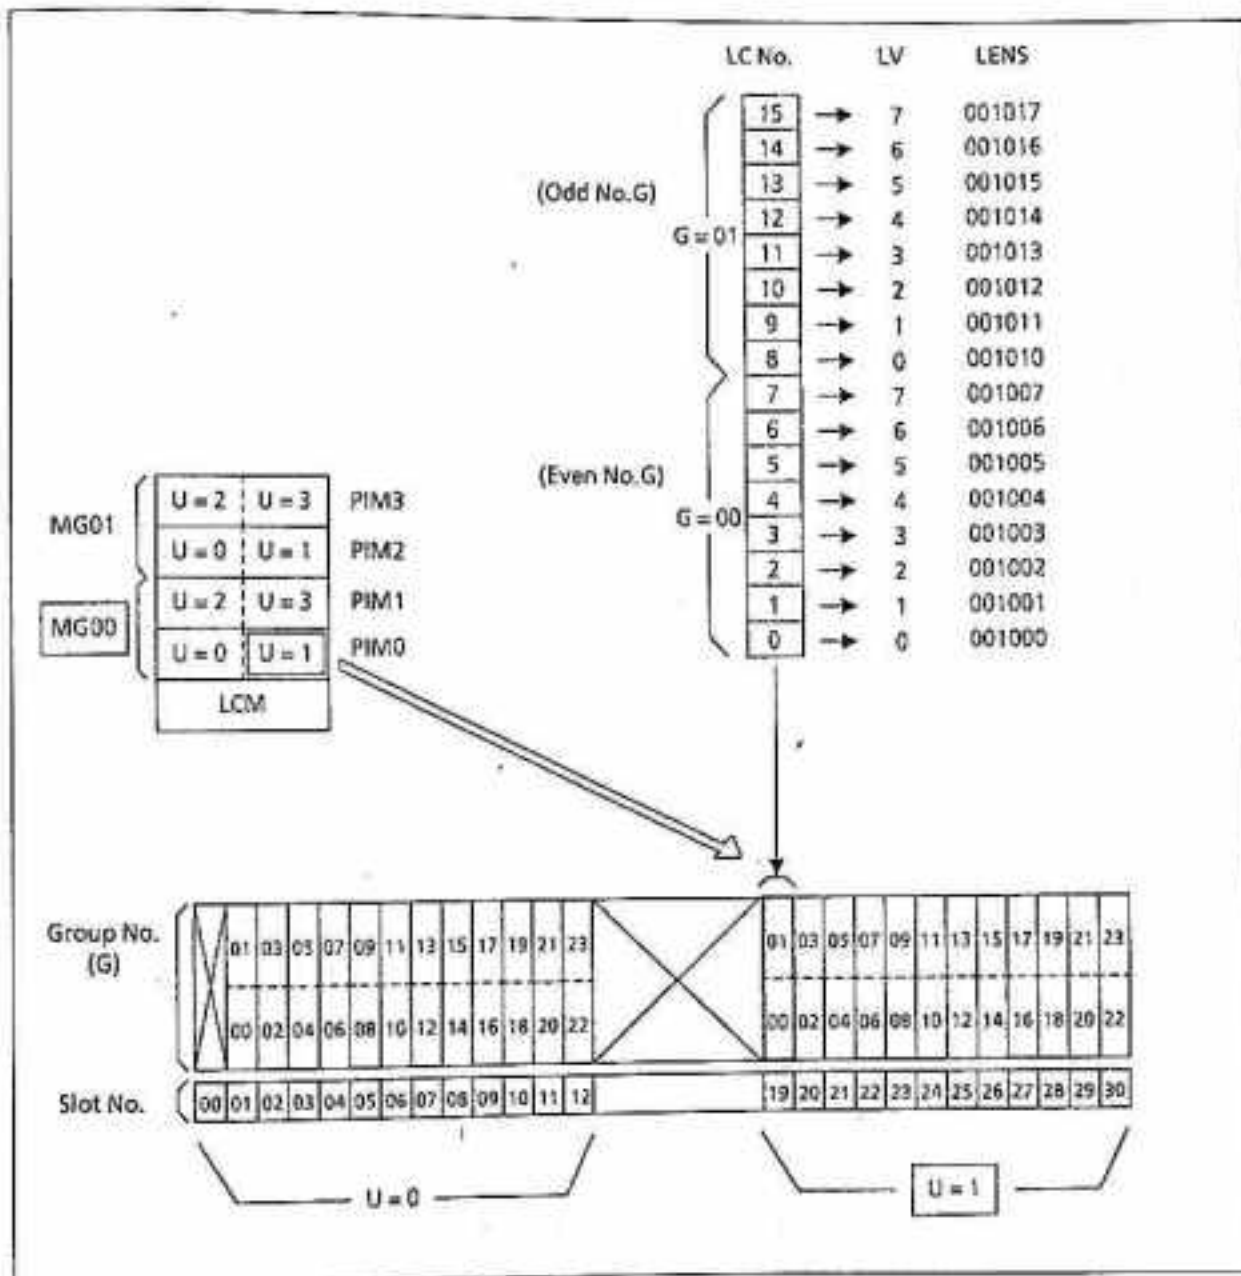 LC No. LV LENS
15 7 001017
14 6 001016
(Odd No.G) 13 5 001015
12 4 001014
G = 01 11 3 001013
10 2 001012
9 1 001011
8 0 001010
7 7 001007
6 6 001006
(Even No.G) 5 5 001005
4 4 001004
G = 00 3 3 001003
2 2 001002
1 1 001001
0 0 001000
MG01 U = 2 U = 3 PIM3
U = 0 U = 1 PIM2
MG00 U = 2 U = 3 PIM1
U = 0 U = 1 PIM0
LCM
Group No.
(G)
01 03 05 07 09 11 13 15 17 19 21 23 01 03 05 07 09 11 13 15 17 19 21 23
00 02 04 06 08 10 12 14 16 18 20 22 00 02 04 06 08 10 12 14 16 18 20 22
Slot No. 00 01 02 03 04 05 06 07 08 09 10 11 12 19 20 21 22 23 24 25 26 27 28 29 30
U = 0 U = 1